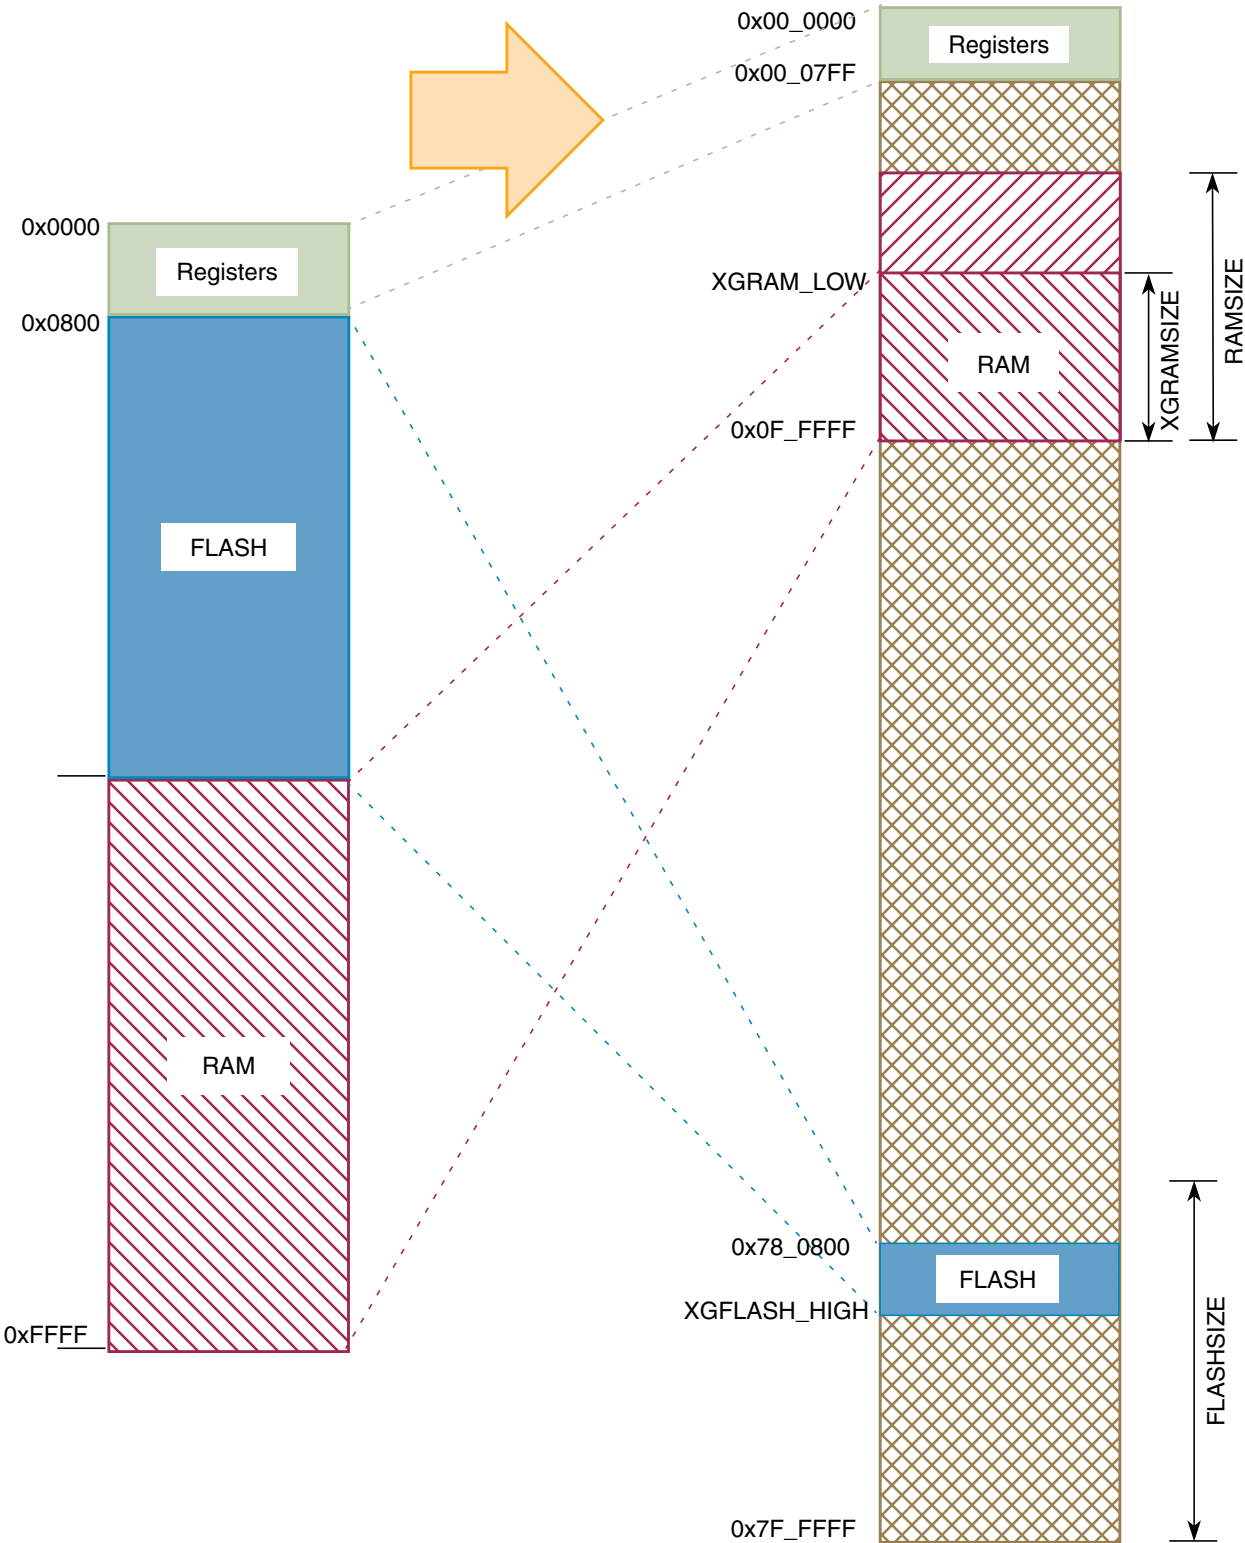 0x00_0000
Registers
0x00_07FF
0x0000
Registers
0x0800
XGRAM_LOW
RAM
XGRAMSIZE
RAMSIZE
0x0F_FFFF
FLASH
RAM
0x78_0800
FLASH
XGFLASH_HIGH
FLASHSIZE
0xFFFF
0x7F_FFFF